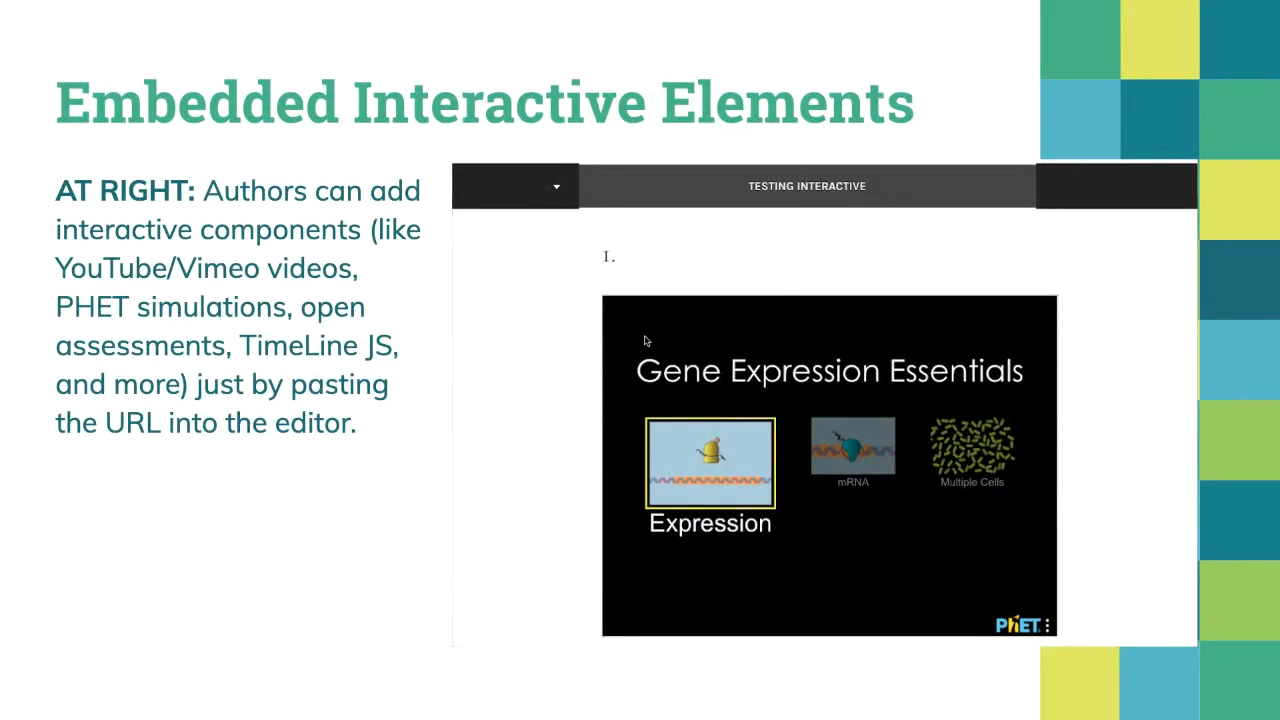 Embedded Interactive Elements
AT RIGHT: Authors can add
interactive components (like
YouTube/Vimeo videos,
PHET simulations, open
assessments, TimeLine JS,
and more) just by pasting
the URL into the editor.
TESTING INTERACTIVE
I.
Gene Expression Essentials
Expression
mRNA
Multiple Cells
PhET